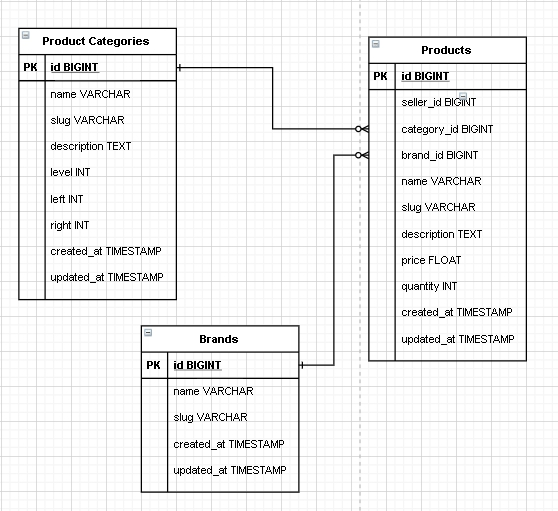 Product Categories
PK id BIGINT
name VARCHAR
slug VARCHAR
description TEXT
level INT
left INT
right INT
created_at TIMESTAMP
updated_at TIMESTAMP
Products
PK id BIGINT
seller_id BIGINT
category_id BIGINT
brand_id BIGINT
name VARCHAR
slug VARCHAR
description TEXT
price FLOAT
quantity INT
created_at TIMESTAMP
updated_at TIMESTAMP
Brands
PK id BIGINT
name VARCHAR
slug VARCHAR
created_at TIMESTAMP
updated_at TIMESTAMP